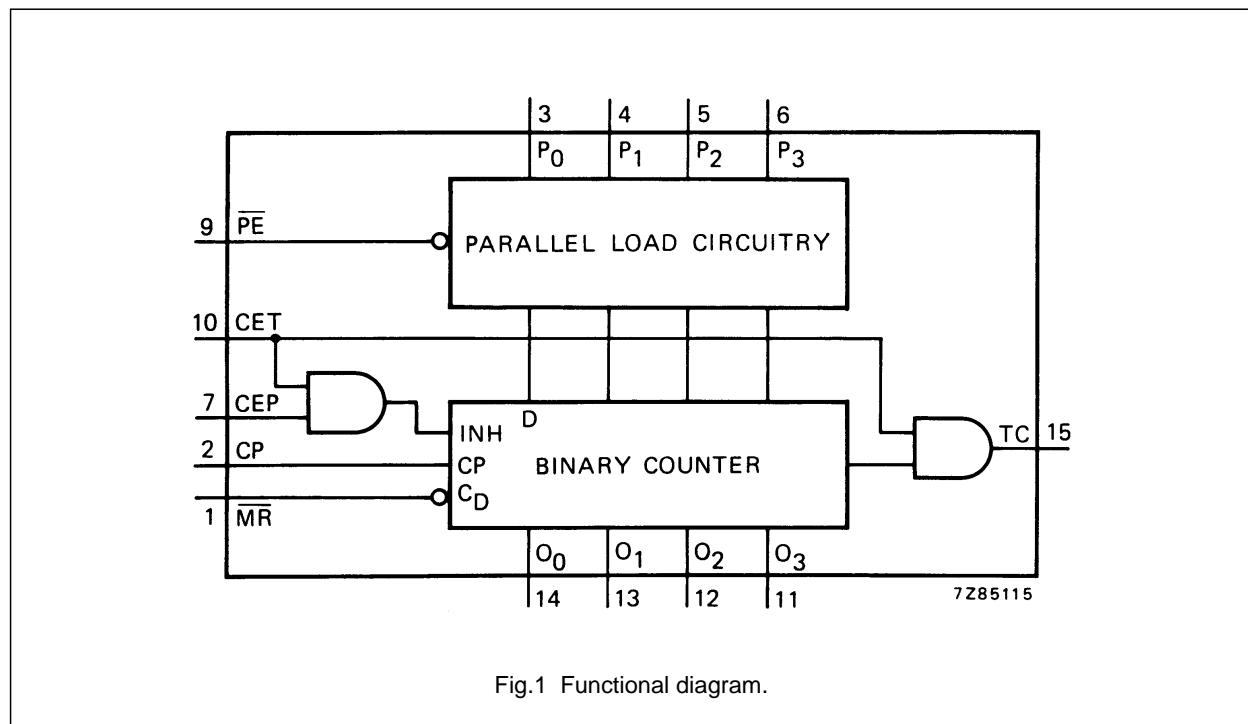 3 4 5 6
P0 P1 P2 P3
9 PE
PARALLEL LOAD CIRCUITRY
10 CET
7 CEP
D
INH
2 CP
CP
BINARY COUNTER
TC 15
CD
1 MR
O0 O1 O2 O3
14 13 12 11
7Z85115
Fig.1 Functional diagram.